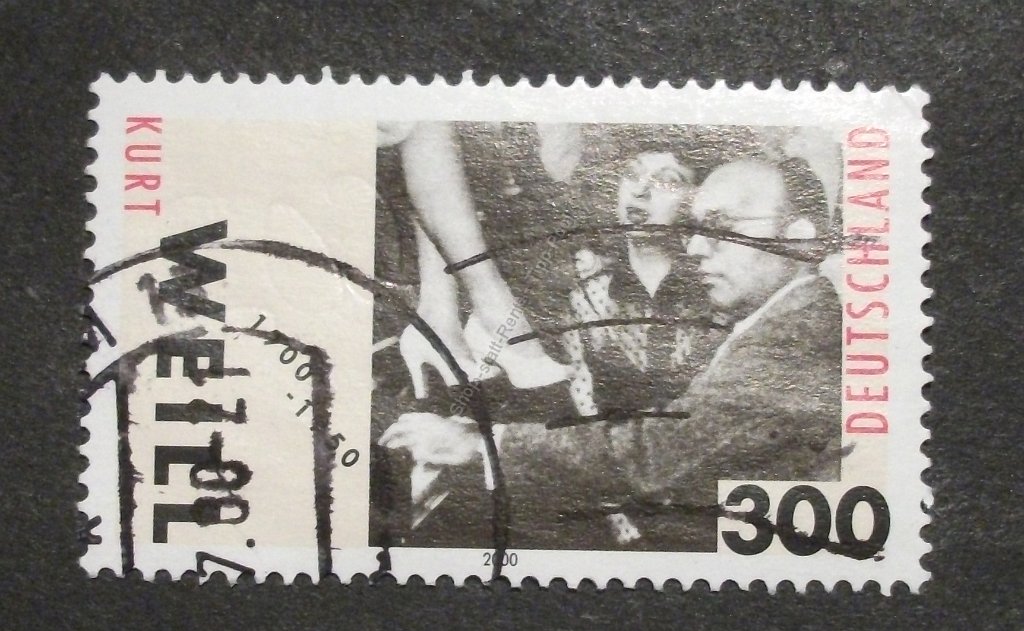 KURT
WEILL
DEUTSCHLAND
300
2000